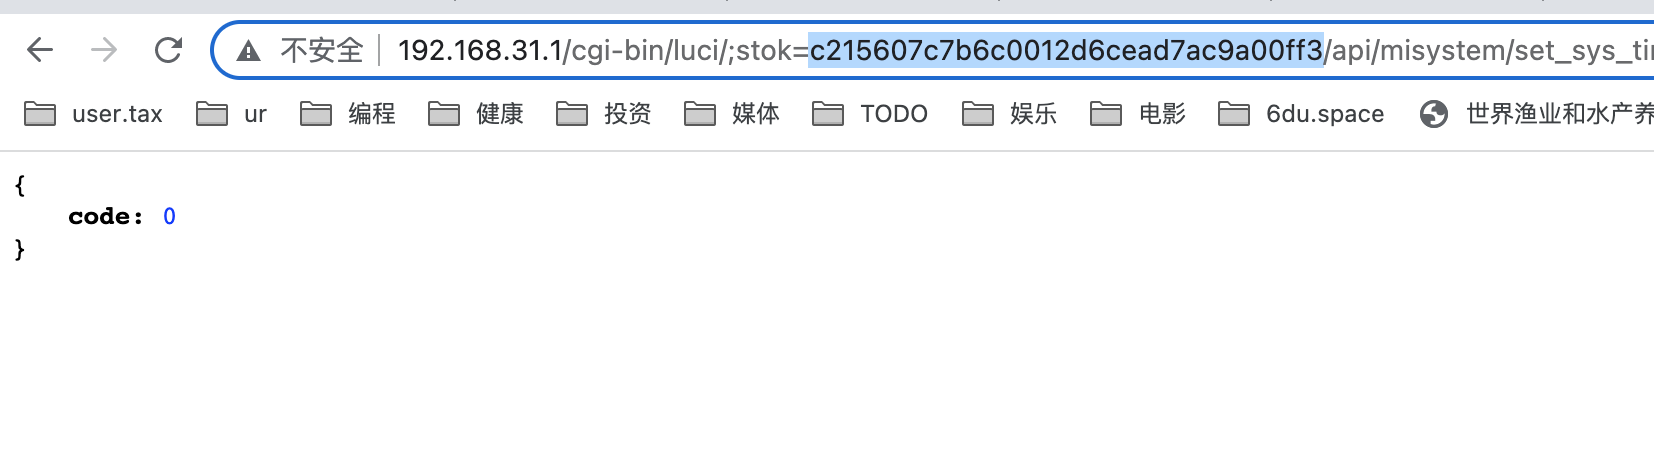 不安全 192.168.31.1/cgi-bin/luci/;stok=c215607c7b6c0012d6cead7ac9a00ff3/api/misystem/set_sys_ti
user.tax ur 编程 健康 投资 媒体 TODO 娱乐 电影 6du.space 世界渔业和水产养
{
code: 0
}